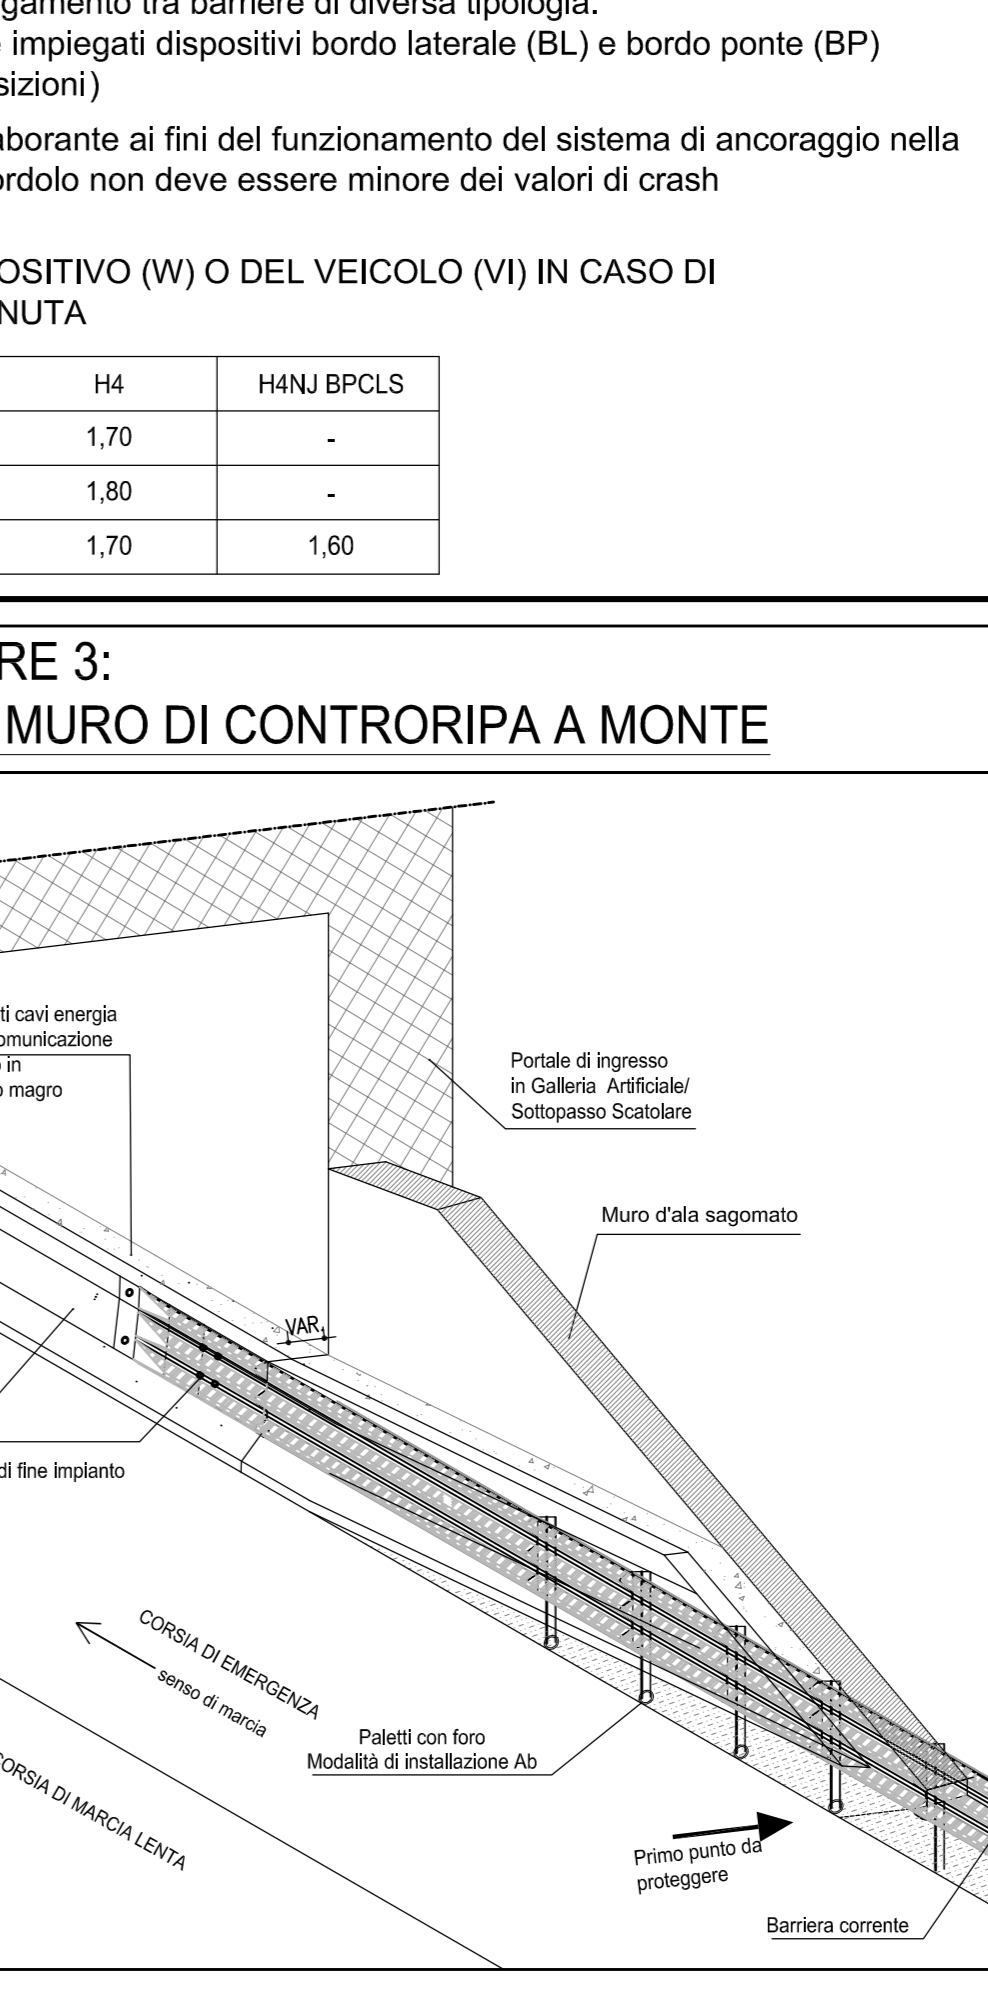 gamento tra barriere di diversa tipologia.
e impiegati dispositivi bordo laterale (BL) e bordo ponte (BP)
sizioni)
aborante ai fini del funzionamento del sistema di ancoraggio nella
ordolo non deve essere minore dei valori di crash
OSITIVO (W) O DEL VEICOLO (VI) IN CASO DI
NUTA
H4 H4NJ BPCLS
1,70 -
1,80 -
1,70 1,60
RE 3:
MURO DI CONTRORIPA A MONTE
ti cavi energia
omunicazione
o in
o magro
Portale di ingresso
in Galleria Artificiale/
Sottopasso Scatolare
Muro d'ala sagomato
VAR.
di fine impianto
CORSIA DI EMERGENZA
senso di marcia
Paletti con foro
Modalità di installazione Ab
CORSIA DI MARCIA LENTA
Primo punto da
proteggere
Barriera corrente